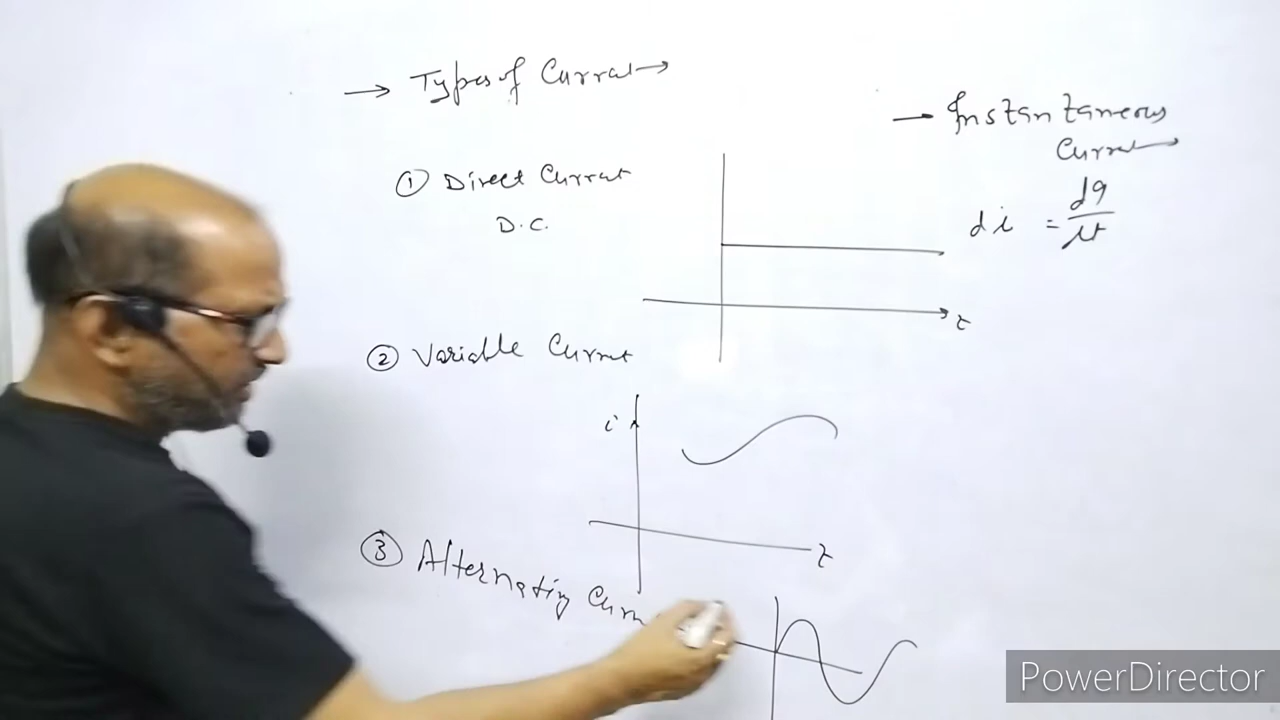 → Types of Current →
① Direct Current
D.C.
t
② Variable Current
i
t
③ Alternating Curr
→ Instantaneous
Current →
di = dq/dt
PowerDirector